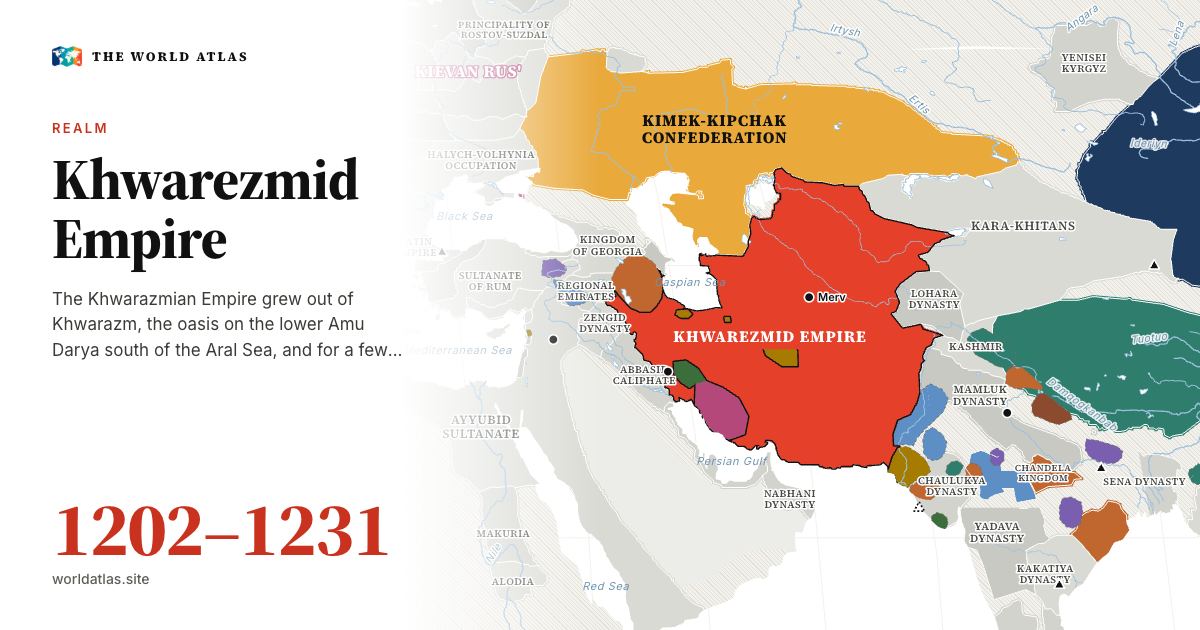 THE WORLD ATLAS
REALM
Khwarezmid
Empire
The Khwarazmian Empire grew out of
Khwarazm, the oasis on the lower Amu
Darya south of the Aral Sea, and for a few…
1202–1231
worldatlas.site
PRINCIPALITY OF
ROSTOV-SUZDAL
KIEVAN RUS'
Irtysh
Angara
Lena
YENISEI
KYRGYZ
KIMEK-KIPCHAK
CONFEDERATION
Ertis
Iderlyn
HALYCH-VOLHYNIA
OCCUPATION
Black Sea
KINGDOM
OF GEORGIA
KARA-KHITANS
SULTANATE
OF RUM
REGIONAL
EMIRATES
Caspian Sea
Merv
LOHARA
DYNASTY
ZENGID
DYNASTY
KHWAREZMID EMPIRE
KASHMIR
Tuotuo
Mediterranean Sea
ABBASID
CALIPHATE
MAMLUK
DYNASTY
Damqogkanbab
AYYUBID
SULTANATE
Persian Gulf
CHAULUKYA
DYNASTY
CHANDELA
KINGDOM
SENA DYNASTY
NABHANI
DYNASTY
MAKURIA
YADAVA
DYNASTY
Nile
ALODIA
Red Sea
KAKATIYA
DYNASTY